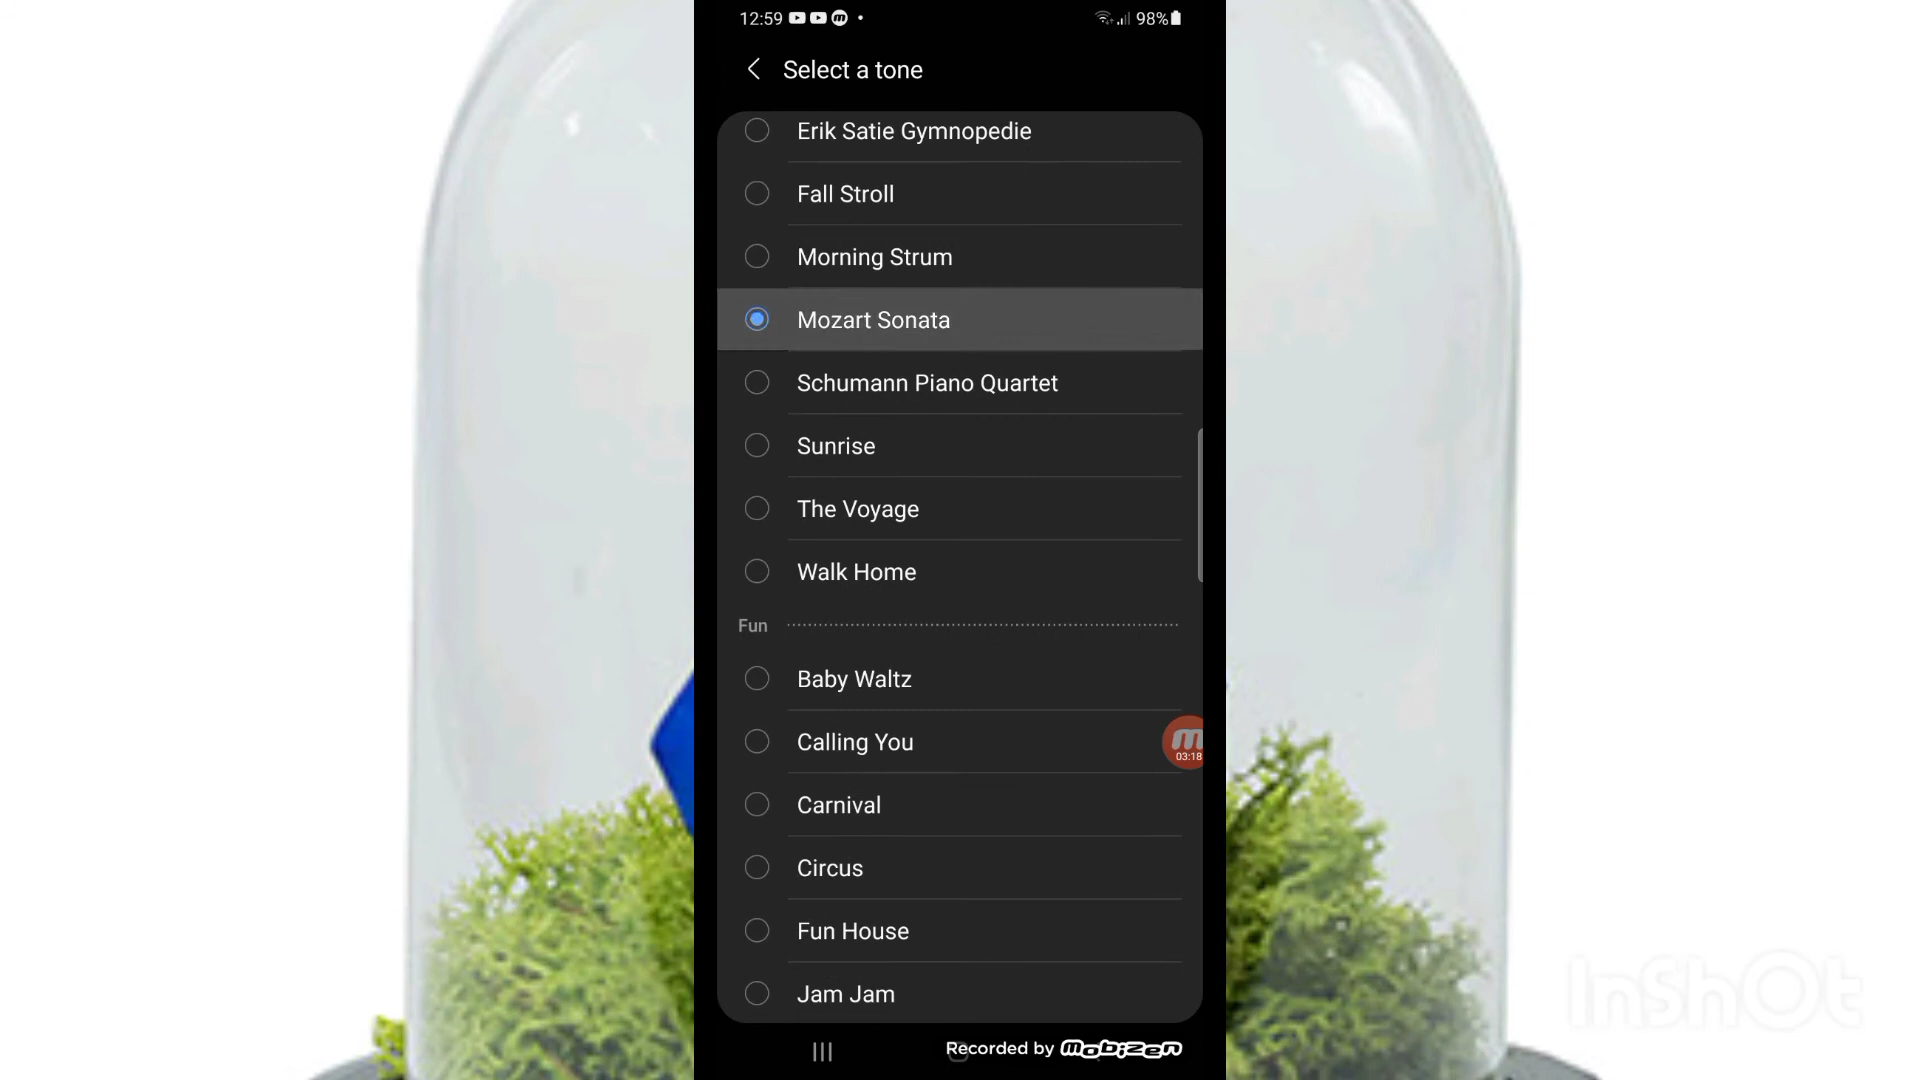 12:59 98%
Select a tone
Erik Satie Gymnopedie
Fall Stroll
Morning Strum
Mozart Sonata
Schumann Piano Quartet
Sunrise
The Voyage
Walk Home
Fun
Baby Waltz
Calling You
03:18
Carnival
Circus
Fun House
Jam Jam
InShOt
Recorded by mobizen